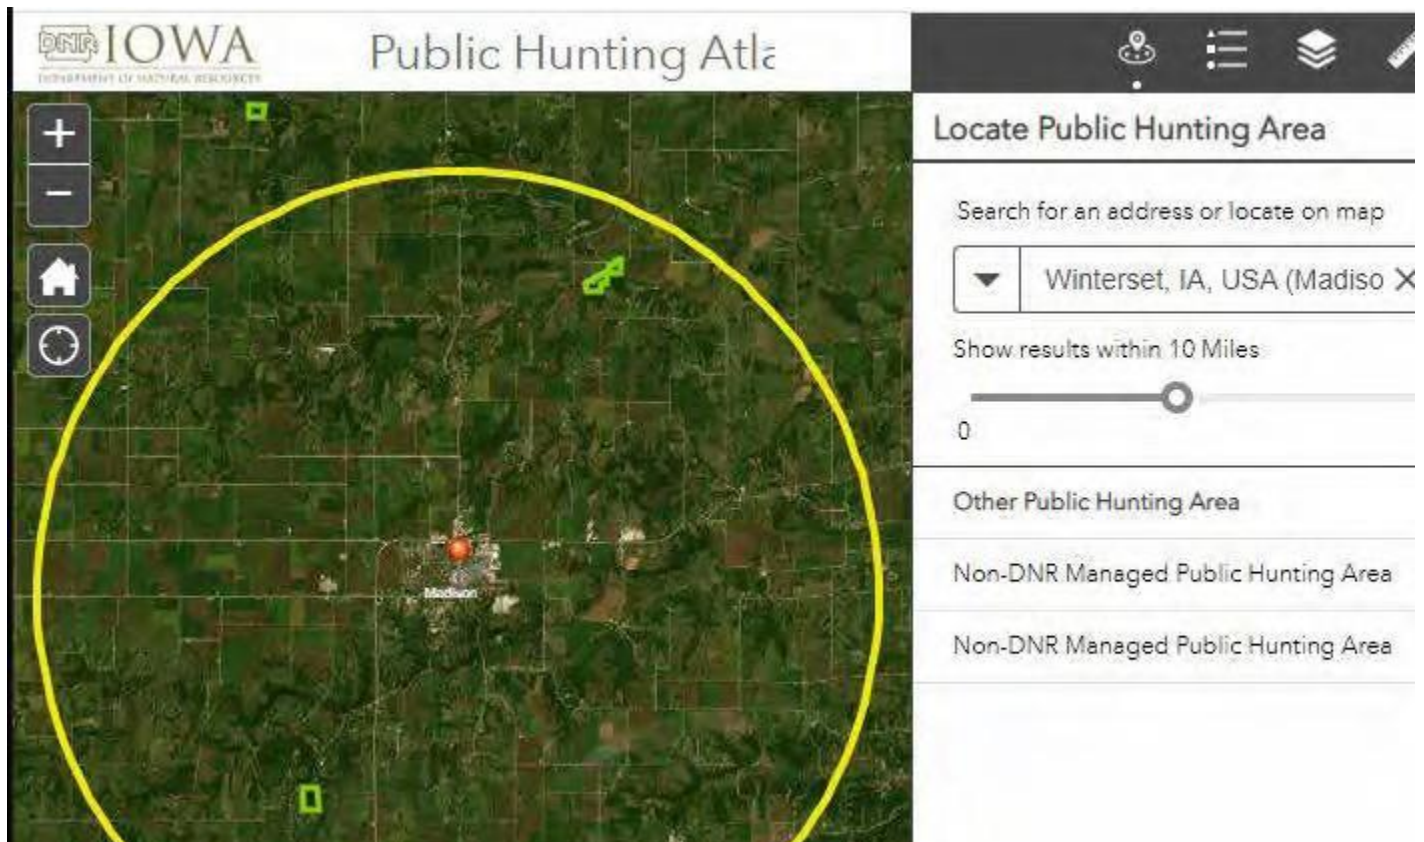 DNR IOWA
DEPARTMENT OF NATURAL RESOURCES
Public Hunting Atla
Locate Public Hunting Area
Search for an address or locate on map
Winterset, IA, USA (Madiso
Show results within 10 Miles
0
Other Public Hunting Area
Non-DNR Managed Public Hunting Area
Non-DNR Managed Public Hunting Area
Madison